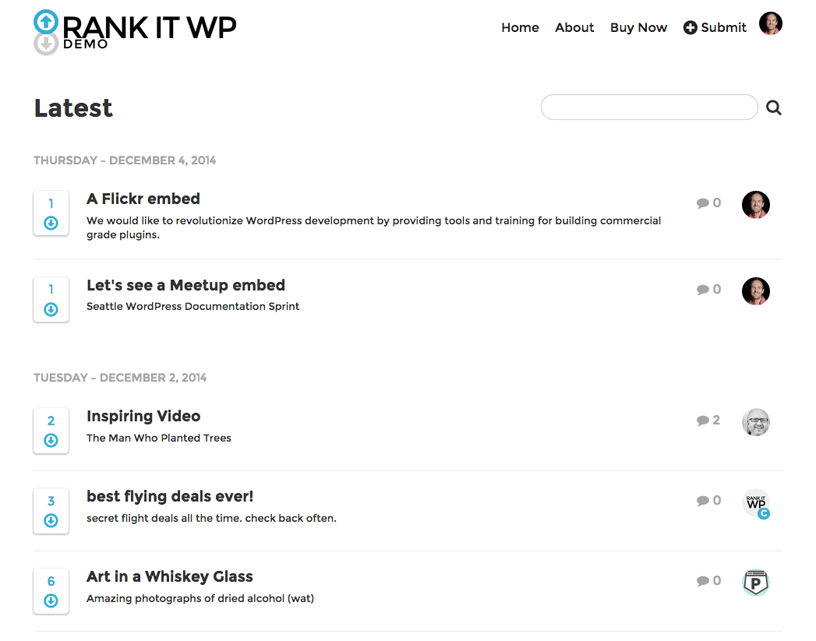 RANK IT WP
DEMO
Home About Buy Now Submit
Latest
THURSDAY - DECEMBER 4, 2014
1
A Flickr embed
0
We would like to revolutionize WordPress development by providing tools and training for building commercial
grade plugins.
1
Let's see a Meetup embed
0
Seattle WordPress Documentation Sprint
TUESDAY - DECEMBER 2, 2014
2
Inspiring Video
2
The Man Who Planted Trees
3
best flying deals ever!
0
RANK IT
WP
C
secret flight deals all the time. check back often.
6
Art in a Whiskey Glass
0
P
Amazing photographs of dried alcohol (wat)